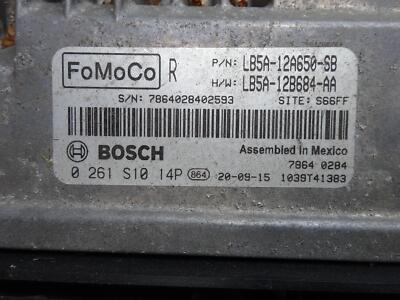 FoMoCo R P/N: LB5A-12A650-SB
H/W: LB5A-12B684-AA
S/N: 7864028402593 SITE: S66FF
BOSCH Assembled in Mexico
7864 0284
0 261 S10 14P 864 20-09-15 1039T41383